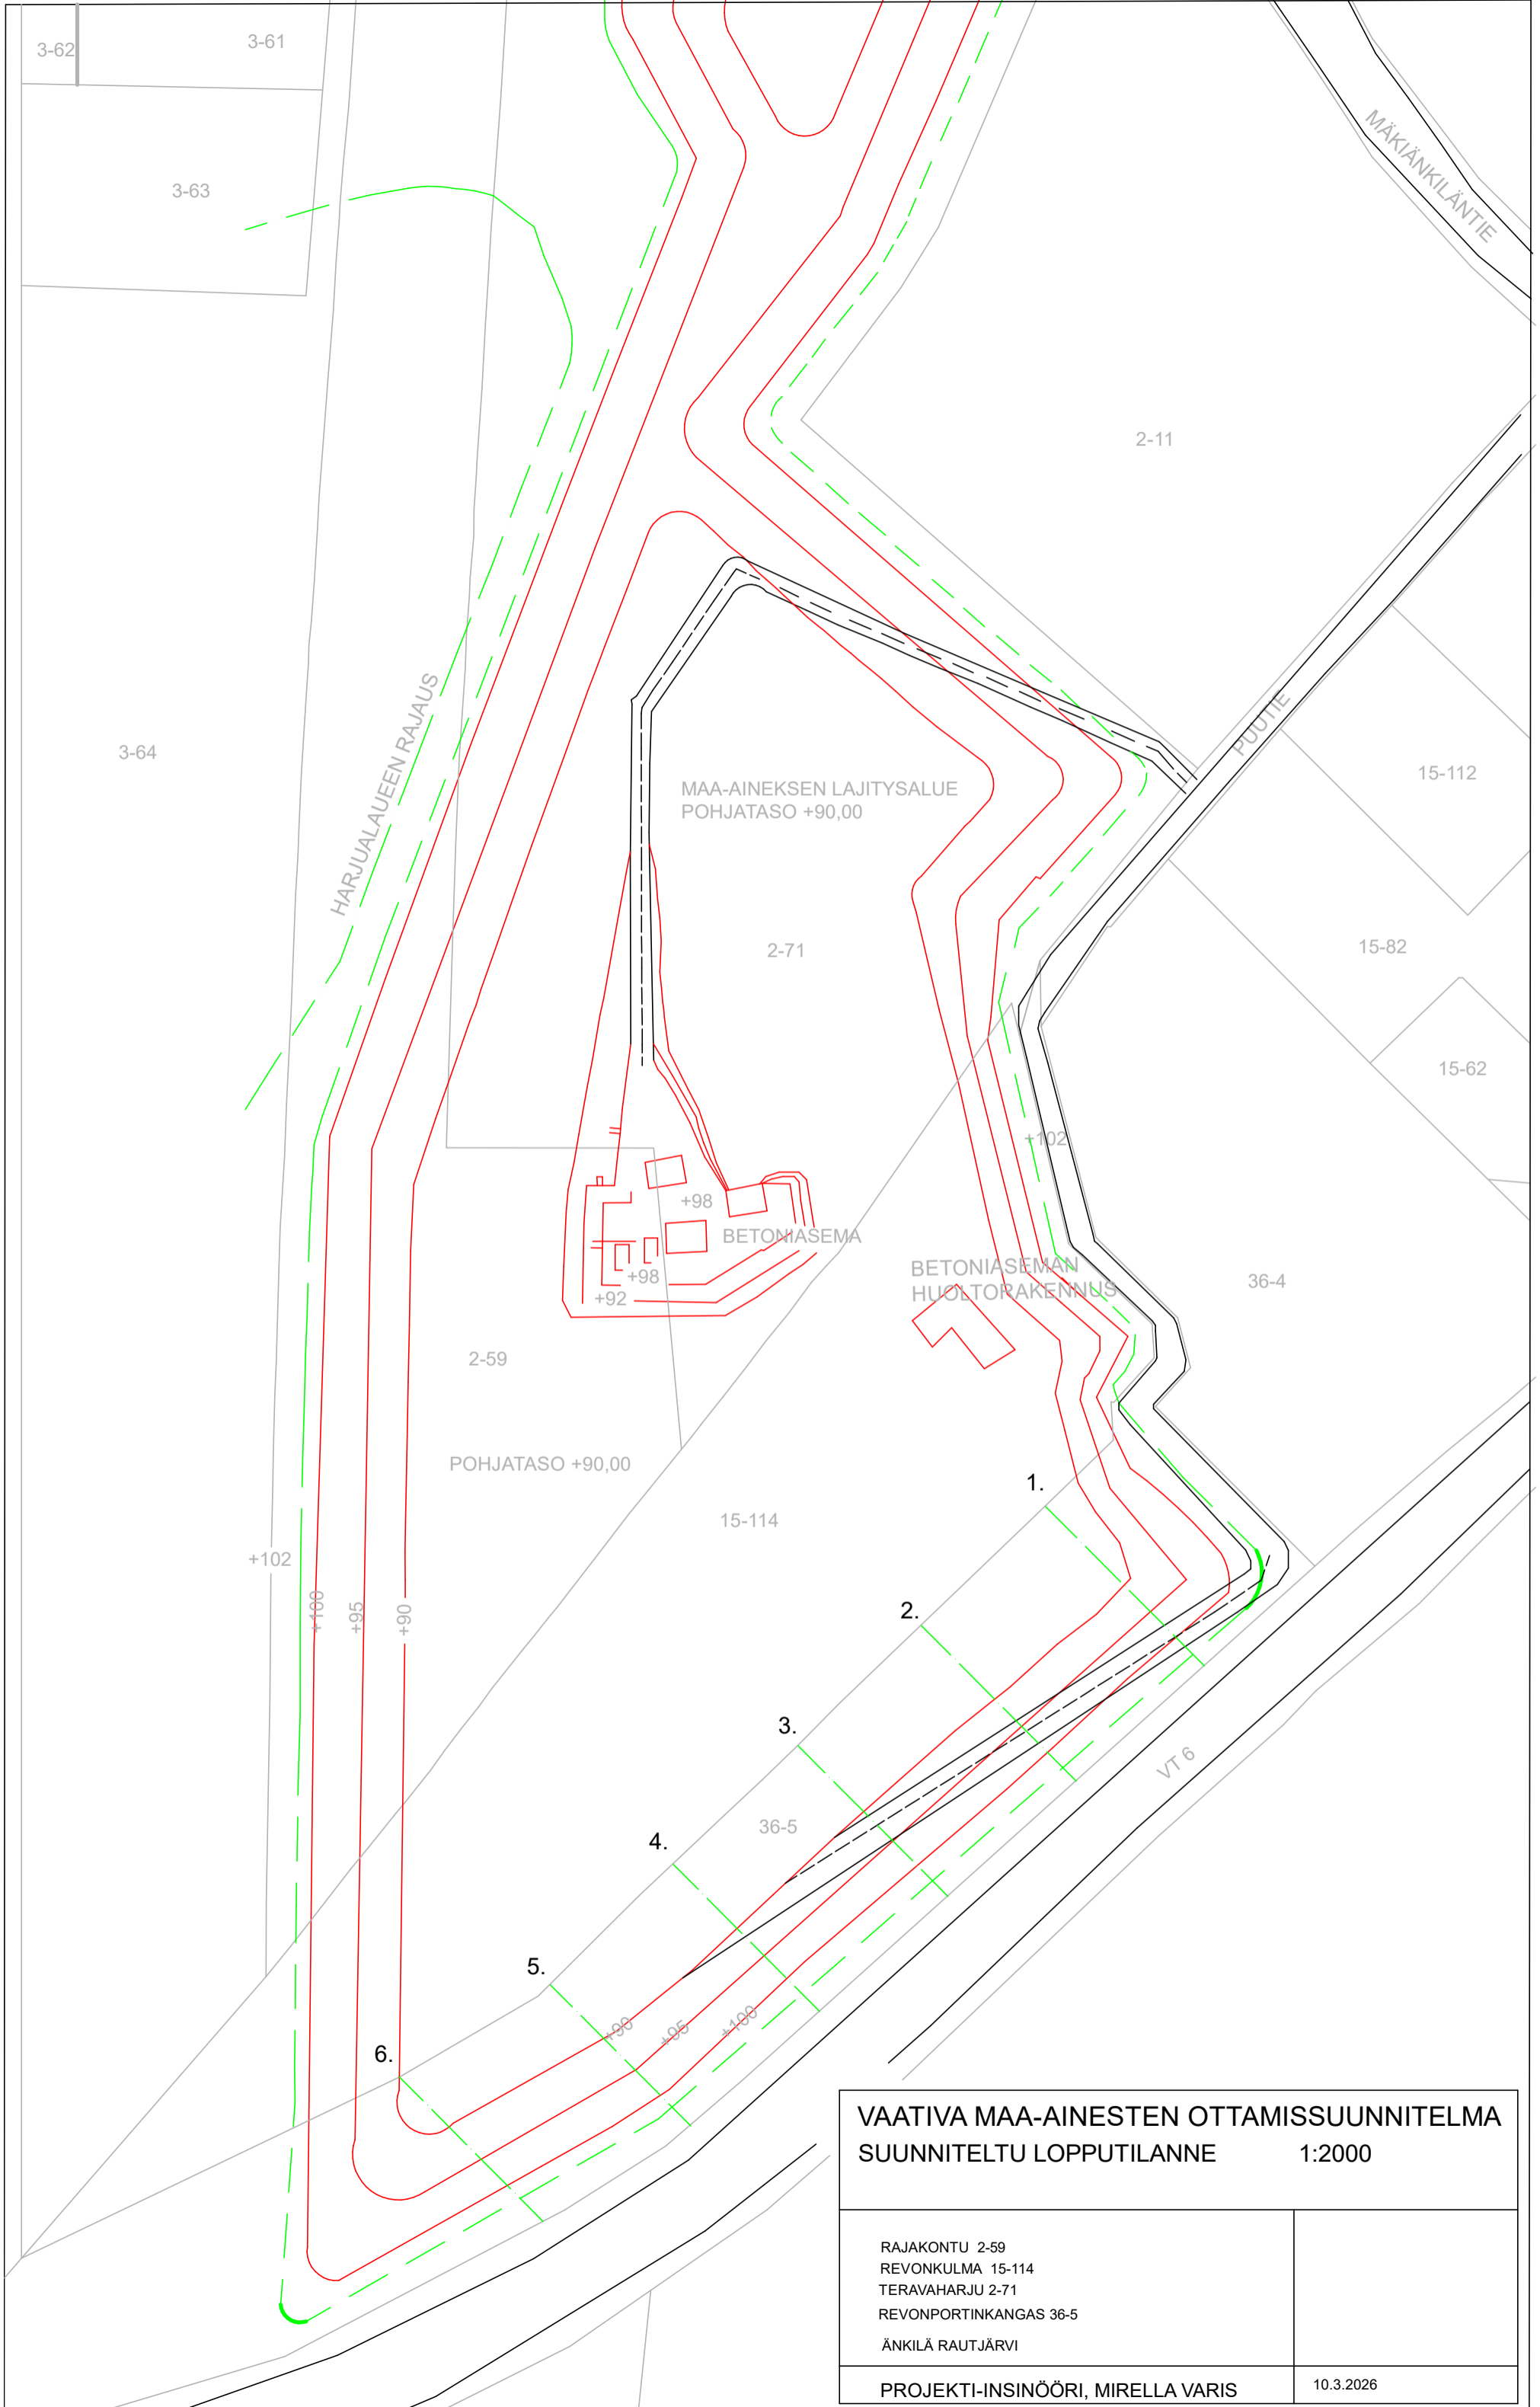 3-62
3-61
MÄKIÄNKILÄNTIE
3-63
2-11
HARJUALAUEEN RAJAUS
PUUTIE
3-64
15-112
MAA-AINEKSEN LAJITYSALUE
POHJATASO +90,00
2-71
15-82
15-62
+102
+98
BETONIASEMA
BETONIASEMAN
HUOLTORAKENNUS
36-4
+98
+92
2-59
POHJATASO +90,00
1.
15-114
+102
+100
+95
+90
2.
3.
VT 6
36-5
4.
5.
+90
+95
+100
6.
VAATIVA MAA-AINESTEN OTTAMISSUUNNITELMA
SUUNNITELTU LOPPUTILANNE 1:2000
RAJAKONTU 2-59
REVONKULMA 15-114
TERAVAHARJU 2-71
REVONPORTINKANGAS 36-5
ÄNKILÄ RAUTJÄRVI
PROJEKTI-INSINÖÖRI, MIRELLA VARIS 10.3.2026